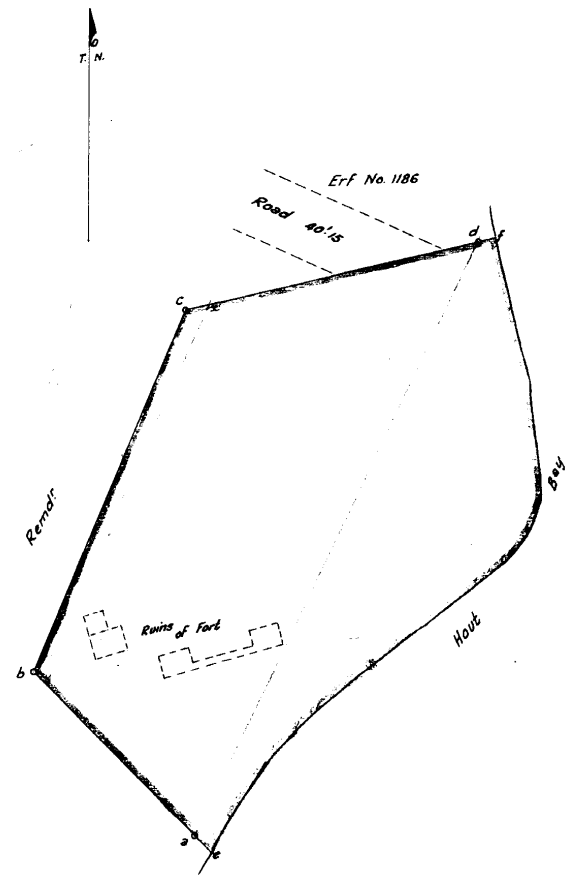 T. N.
Erf No. 1186
Road 40'.15
d
f
c
Remdr.
Bay
Ruins of Fort
Hout
b
a
e